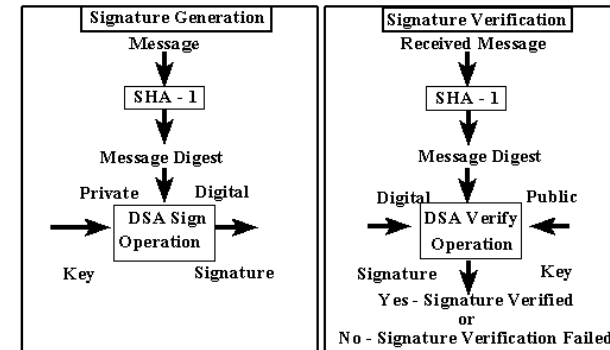 Signature Generation
Message
SHA - 1
Message Digest
Private Digital
DSA Sign
Operation
Key Signature
Signature Verification
Received Message
SHA - 1
Message Digest
Digital Public
DSA Verify
Operation
Signature Key
Yes - Signature Verified
or
No - Signature Verification Failed